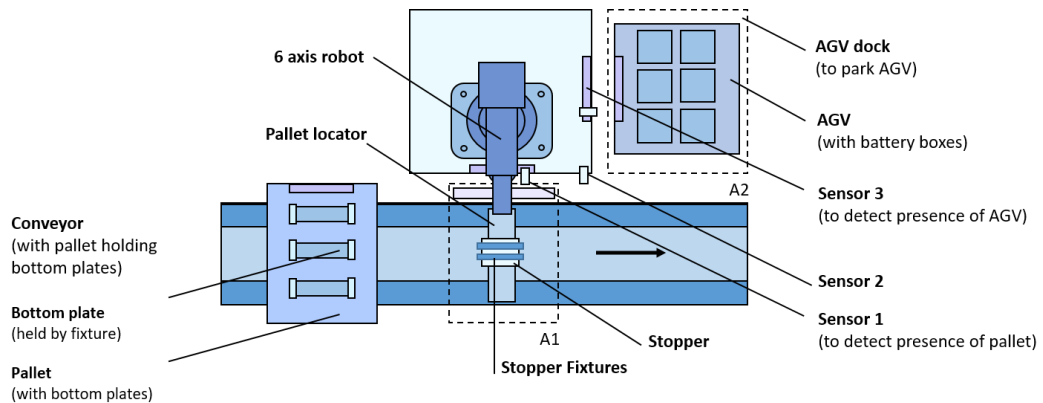 6 axis robot
Pallet locator
Conveyor
(with pallet holding
bottom plates)
Bottom plate
(held by fixture)
Pallet
(with bottom plates)
A1
Stopper Fixtures
Stopper
A2
AGV dock
(to park AGV)
AGV
(with battery boxes)
Sensor 3
(to detect presence of AGV)
Sensor 2
Sensor 1
(to detect presence of pallet)